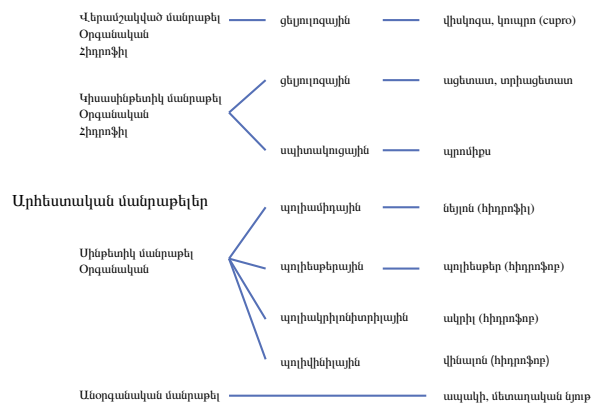 Վերամշակված մանրաթել ցելյուլոզային վիսկոզա, կուպրո (cupro)
Օրգանական
Հիդրոֆիլ
ցելյուլոզային ացետատ, տրիացետատ
Կիսասինթետիկ մանրաթել
Օրգանական
Հիդրոֆիլ
սպիտակուցային պրոմիքս
Արհեստական մանրաթելեր
պոլիամիդային նեյլոն (հիդրոֆիլ)
Սինթետիկ մանրաթել
Օրգանական
պոլիեսթերային պոլիեսթեր (հիդրոֆոբ)
պոլիակրիլոնիտրիլային ակրիլ (հիդրոֆոբ)
պոլիվինիլային վինալոն (հիդրոֆոբ)
Անօրգանական մանրաթել ապակի, մետաղական նյութ